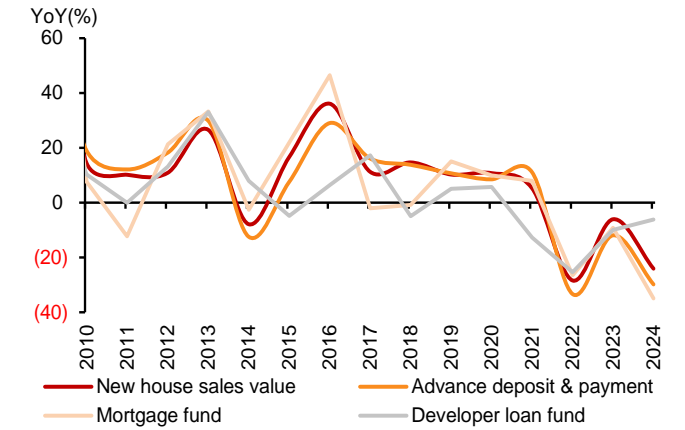 YoY(%)
60
40
20
0
(20)
(40)
2010 2011 2012 2013 2014 2015 2016 2017 2018 2019 2020 2021 2022 2023 2024
New house sales value Advance deposit & payment
Mortgage fund Developer loan fund